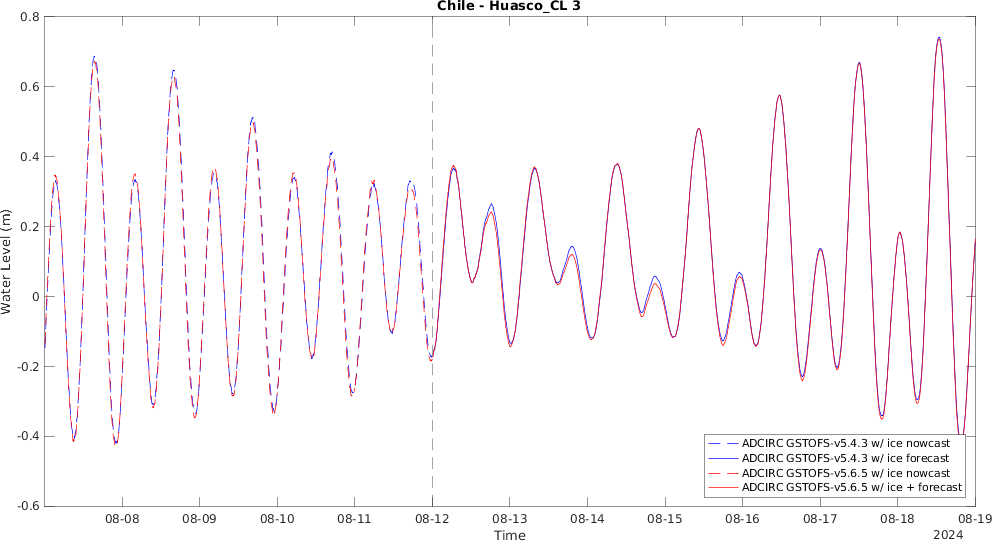 Chile - Huasco_CL 3
0.8
0.6
0.4
0.2
0
-0.2
-0.4
-0.6
Water Level (m)
ADCIRC GSTOFS-v5.4.3 w/ ice nowcast
ADCIRC GSTOFS-v5.4.3 w/ ice forecast
ADCIRC GSTOFS-v5.6.5 w/ ice nowcast
ADCIRC GSTOFS-v5.6.5 w/ ice + forecast
08-08 08-09 08-10 08-11 08-12 08-13 08-14 08-15 08-16 08-17 08-18 08-19
Time
2024